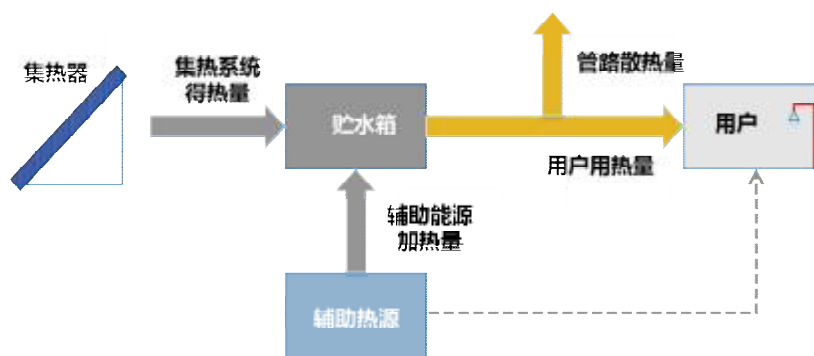 集热器
集热系统
得热量
管路散热量
贮水箱
用户
用户用热量
辅助能源
加热量
辅助热源